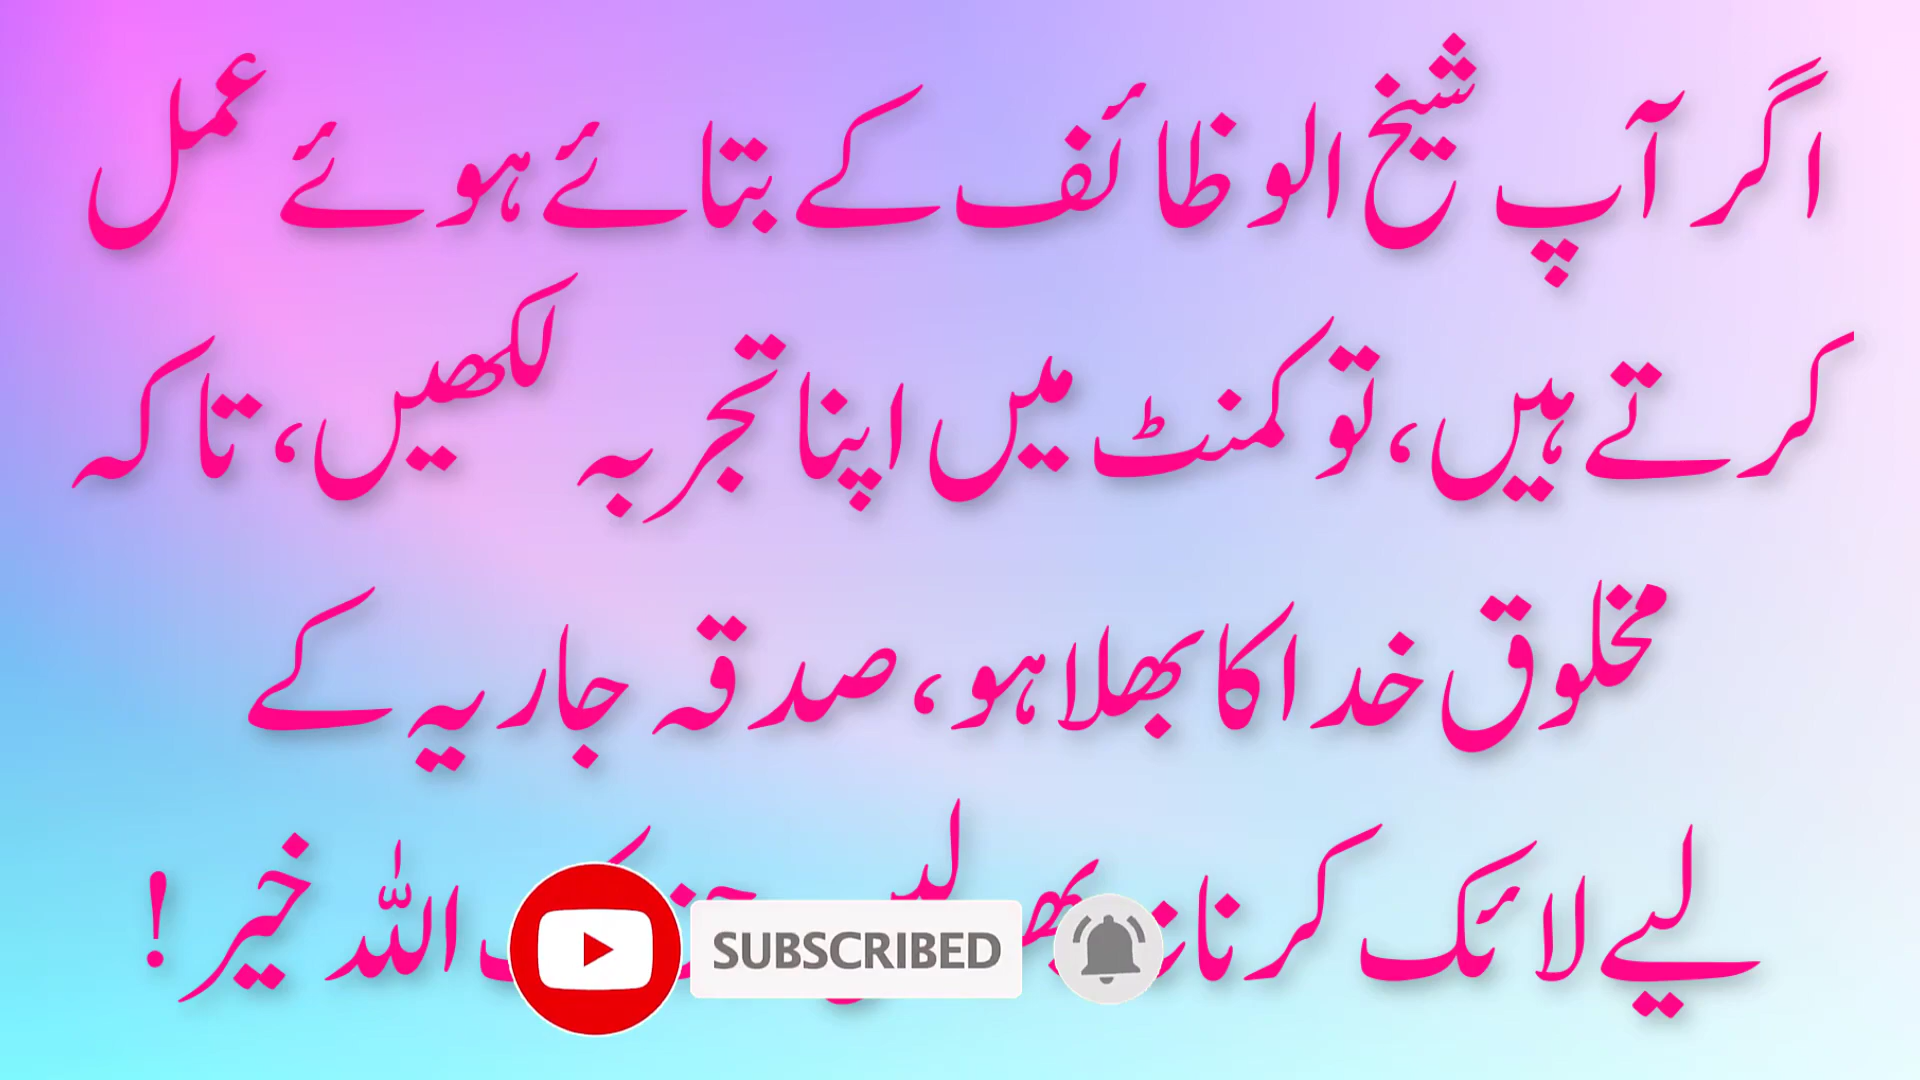 اگر آپ شیخ الوظائف کے بتائے ہوئے عمل
کرتے ہیں، تو کمنٹ میں اپنا تجربہ لکھیں، تاکہ
مخلوق خدا کا بھلا ہو، صدقہ جاریہ کے
لیے لائک کرنا اللہ خیر!
SUBSCRIBED